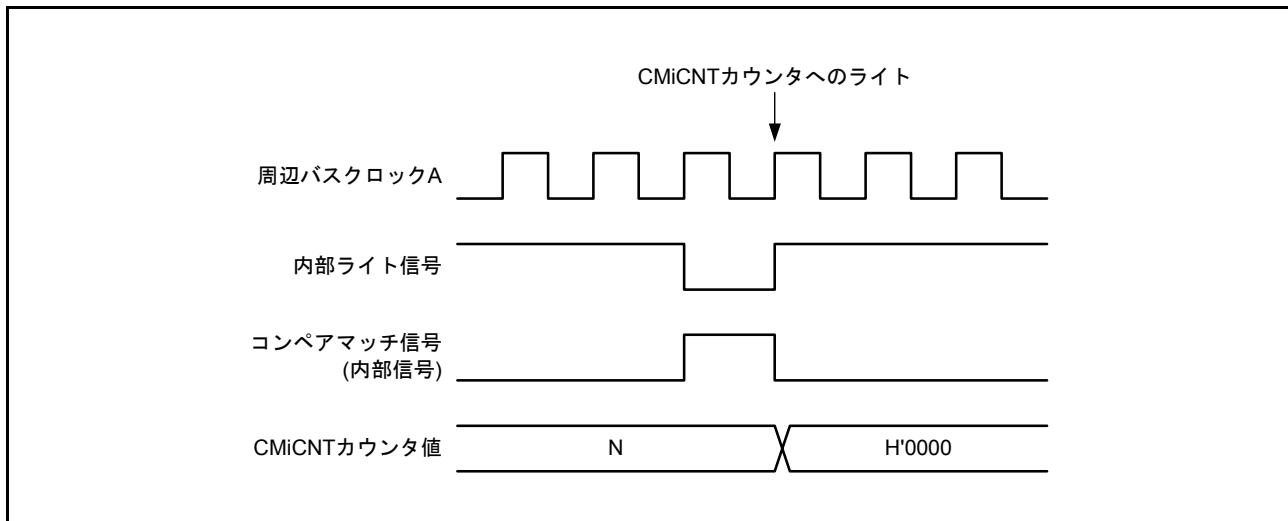 CMiCNTカウンタへのライト
周辺バスクロックA
内部ライト信号
コンペアマッチ信号
(内部信号)
CMiCNTカウンタ値
N
H'0000